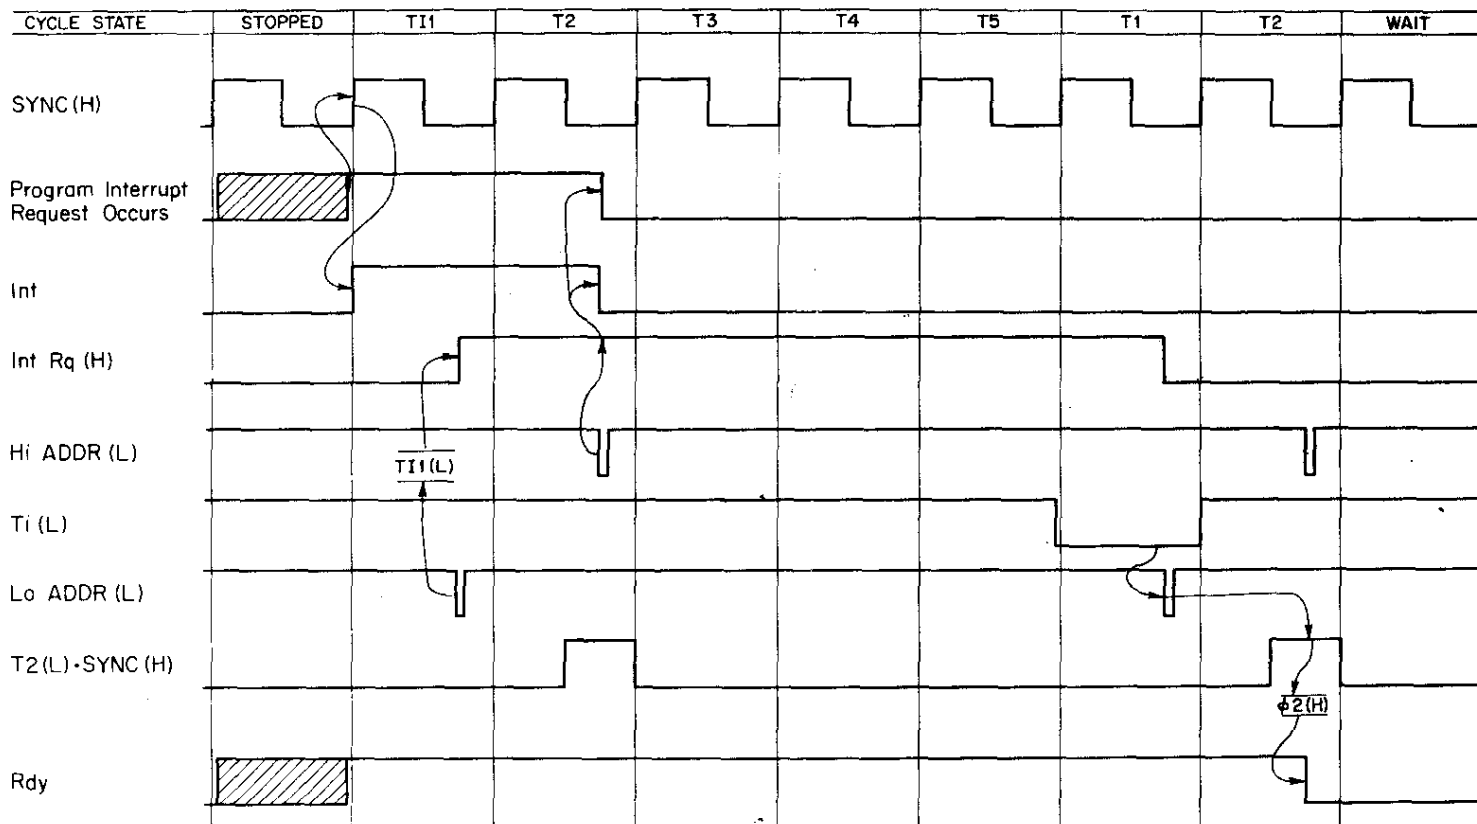 CYCLE STATE STOPPED TI1 T2 T3 T4 T5 T1 T2 WAIT
SYNC (H)
Program Interrupt
Request Occurs
Int
Int Rq (H)
Hi ADDR (L)
TI1(L)
Ti (L)
Lo ADDR (L)
T2(L)·SYNC(H)
ϕ2(H)
Rdy